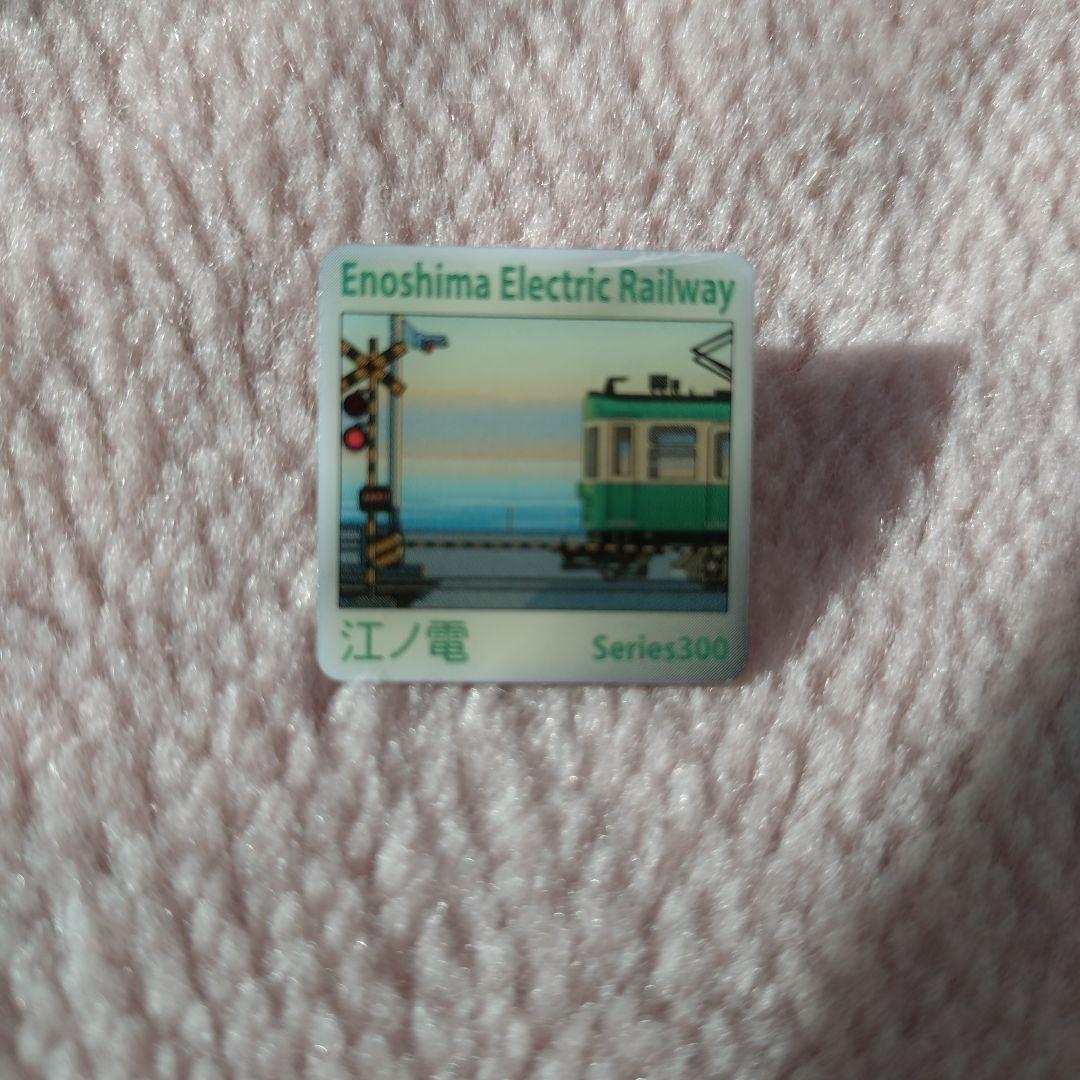 Enoshima Electric Railway
江ノ電
Series300